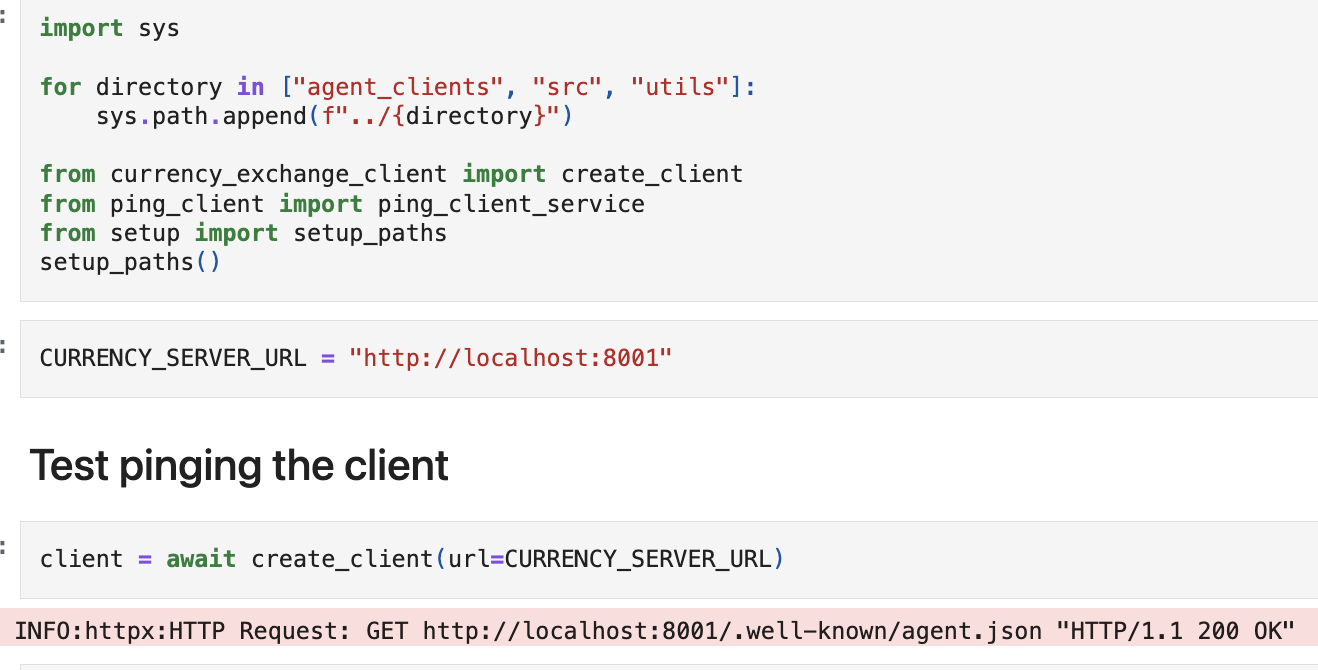 import sys
for directory in ["agent_clients", "src", "utils"]:
    sys.path.append(f"../{directory}")
from currency_exchange_client import create_client
from ping_client import ping_client_service
from setup import setup_paths
setup_paths()
CURRENCY_SERVER_URL = "http://localhost:8001"
Test pinging the client
client = await create_client(url=CURRENCY_SERVER_URL)
INFO:httpx:HTTP Request: GET http://localhost:8001/.well-known/agent.json "HTTP/1.1 200 OK"